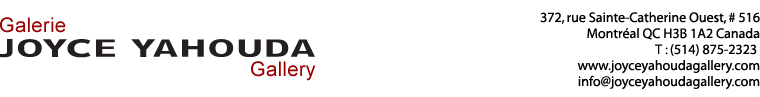 Galerie
JOYCE YAHOUDA
Gallery
372, rue Sainte-Catherine Ouest, # 516
Montréal QC H3B 1A2 Canada
T : (514) 875-2323
www.joyceyahoudagallery.com
info@joyceyahoudagallery.com